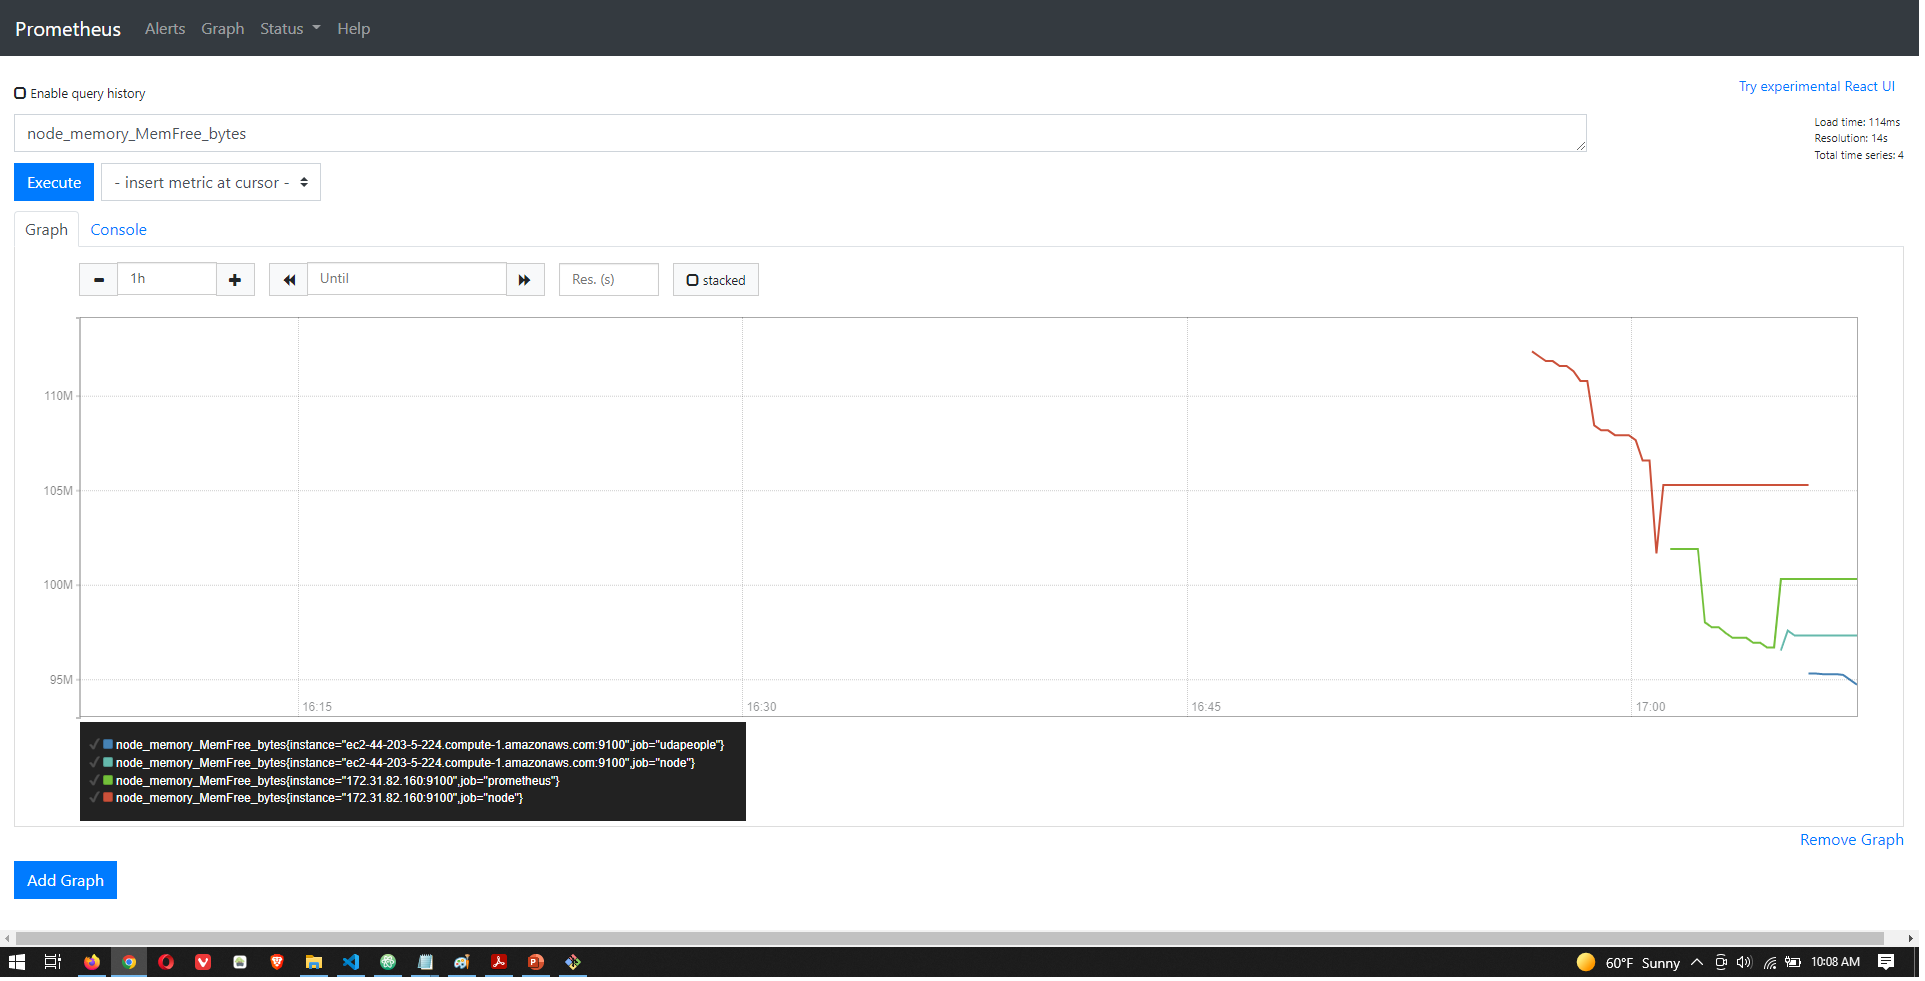 Prometheus Alerts Graph Status Help
Enable query history
Try experimental React UI
node_memory_MemFree_bytes
Load time: 114ms
Resolution: 14s
Total time series: 4
Execute - insert metric at cursor -
Graph Console
1h Until Res. (s) stacked
110M
105M
100M
95M
16:15 16:30 16:45 17:00
node_memory_MemFree_bytes{instance="ec2-44-203-5-224.compute-1.amazonaws.com:9100",job="udapeople"}
node_memory_MemFree_bytes{instance="ec2-44-203-5-224.compute-1.amazonaws.com:9100",job="node"}
node_memory_MemFree_bytes{instance="172.31.82.160:9100",job="prometheus"}
node_memory_MemFree_bytes{instance="172.31.82.160:9100",job="node"}
Remove Graph
Add Graph
60°F Sunny 10:08 AM